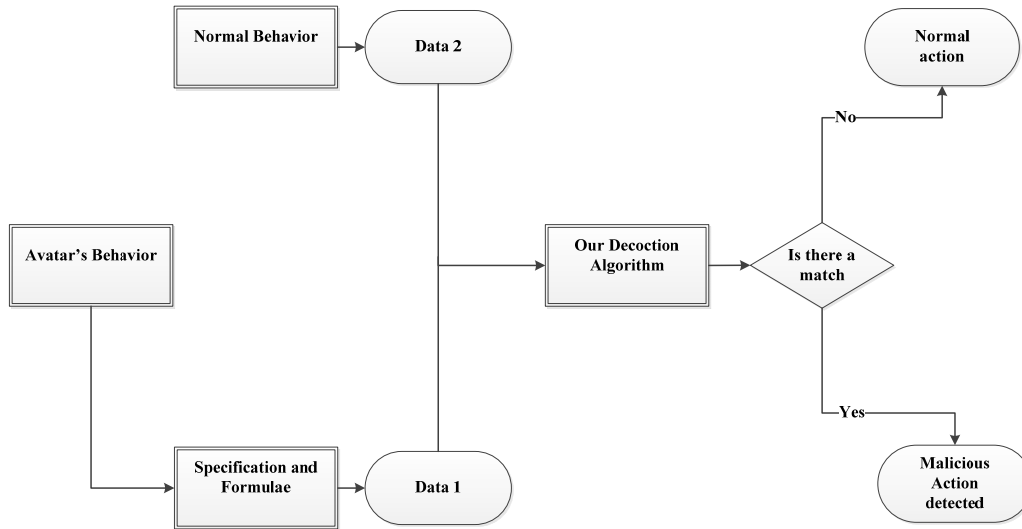 Normal Behavior
Data 2
Normal
action
No
Avatar's Behavior
Our Decoction
Algorithm
Is there a
match
Yes
Specification and
Formulae
Data 1
Malicious
Action
detected